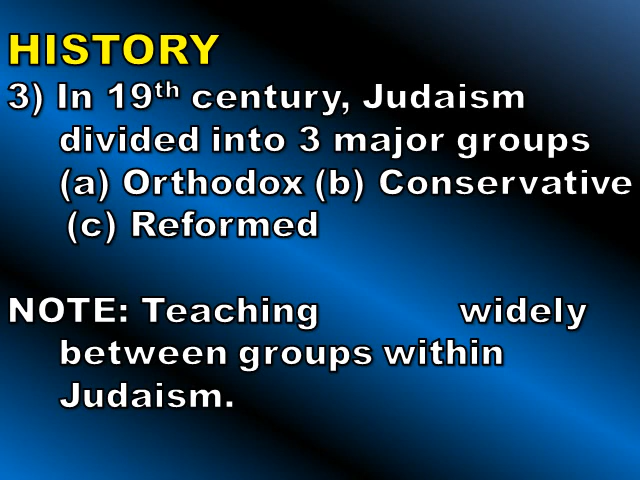 HISTORY
3) In 19th century, Judaism
divided into 3 major groups
(a) Orthodox (b) Conservative
(c) Reformed
NOTE: Teaching widely
between groups within
Judaism.